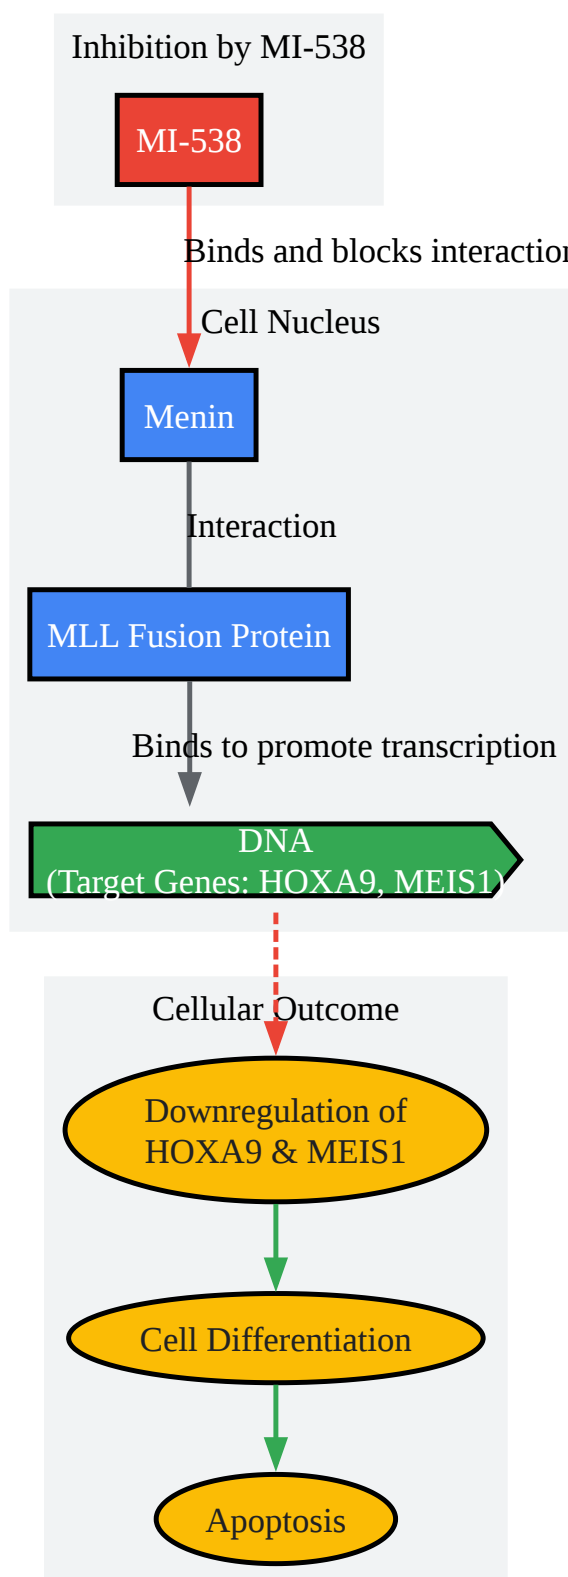 Inhibition by MI-538
MI-538
Binds and blocks interaction
Cell Nucleus
Menin
Interaction
MLL Fusion Protein
Binds to promote transcription
DNA
(Target Genes: HOXA9, MEIS1)
Cellular Outcome
Downregulation of
HOXA9 & MEIS1
Cell Differentiation
Apoptosis